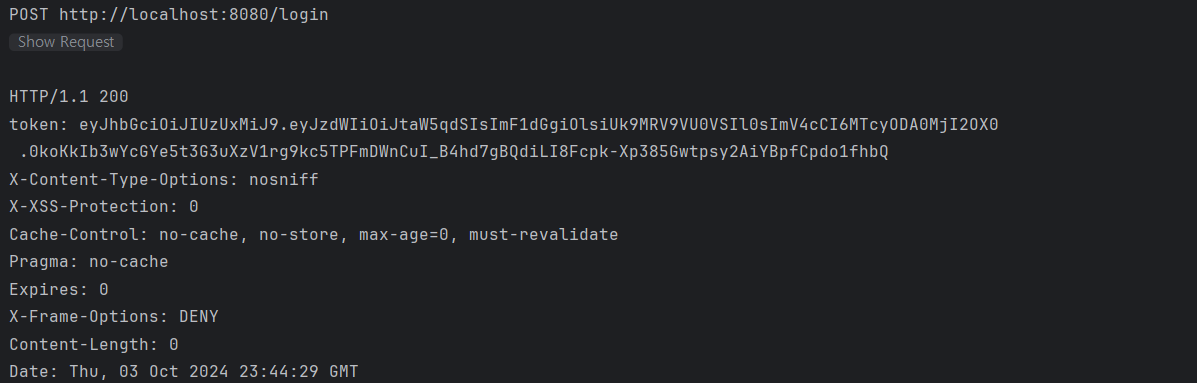 POST http://localhost:8080/login
Show Request
HTTP/1.1 200
token: eyJhbGciOiJIUzUxMiJ9.eyJzdWIiOiJtaW5qdSIsImF1dGgiOlsiUk9MRV9VU0VSIl0sImV4cCI6MTcyODA0MjI2OX0
.0koKkIb3wYcGYe5t3G3uXzV1rg9kc5TPFmDWnCuI_B4hd7gBQdiLI8Fcpk-Xp385Gwtpsy2AiYBpfCpdo1fhbQ
X-Content-Type-Options: nosniff
X-XSS-Protection: 0
Cache-Control: no-cache, no-store, max-age=0, must-revalidate
Pragma: no-cache
Expires: 0
X-Frame-Options: DENY
Content-Length: 0
Date: Thu, 03 Oct 2024 23:44:29 GMT